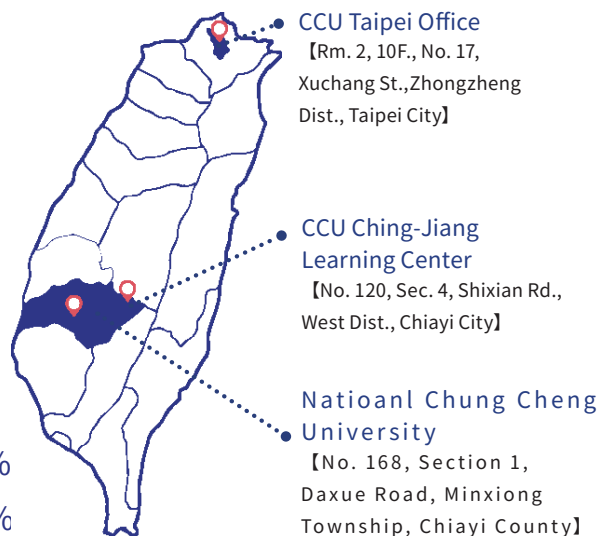 CCU Taipei Office
【Rm. 2, 10F., No. 17,
Xuchang St.,Zhongzheng
Dist., Taipei City】
CCU Ching-Jiang
Learning Center
【No. 120, Sec. 4, Shixian Rd.,
West Dist., Chiayi City】
Natioanl Chung Cheng
University
【No. 168, Section 1,
Daxue Road, Minxiong
Township, Chiayi County】
%
%